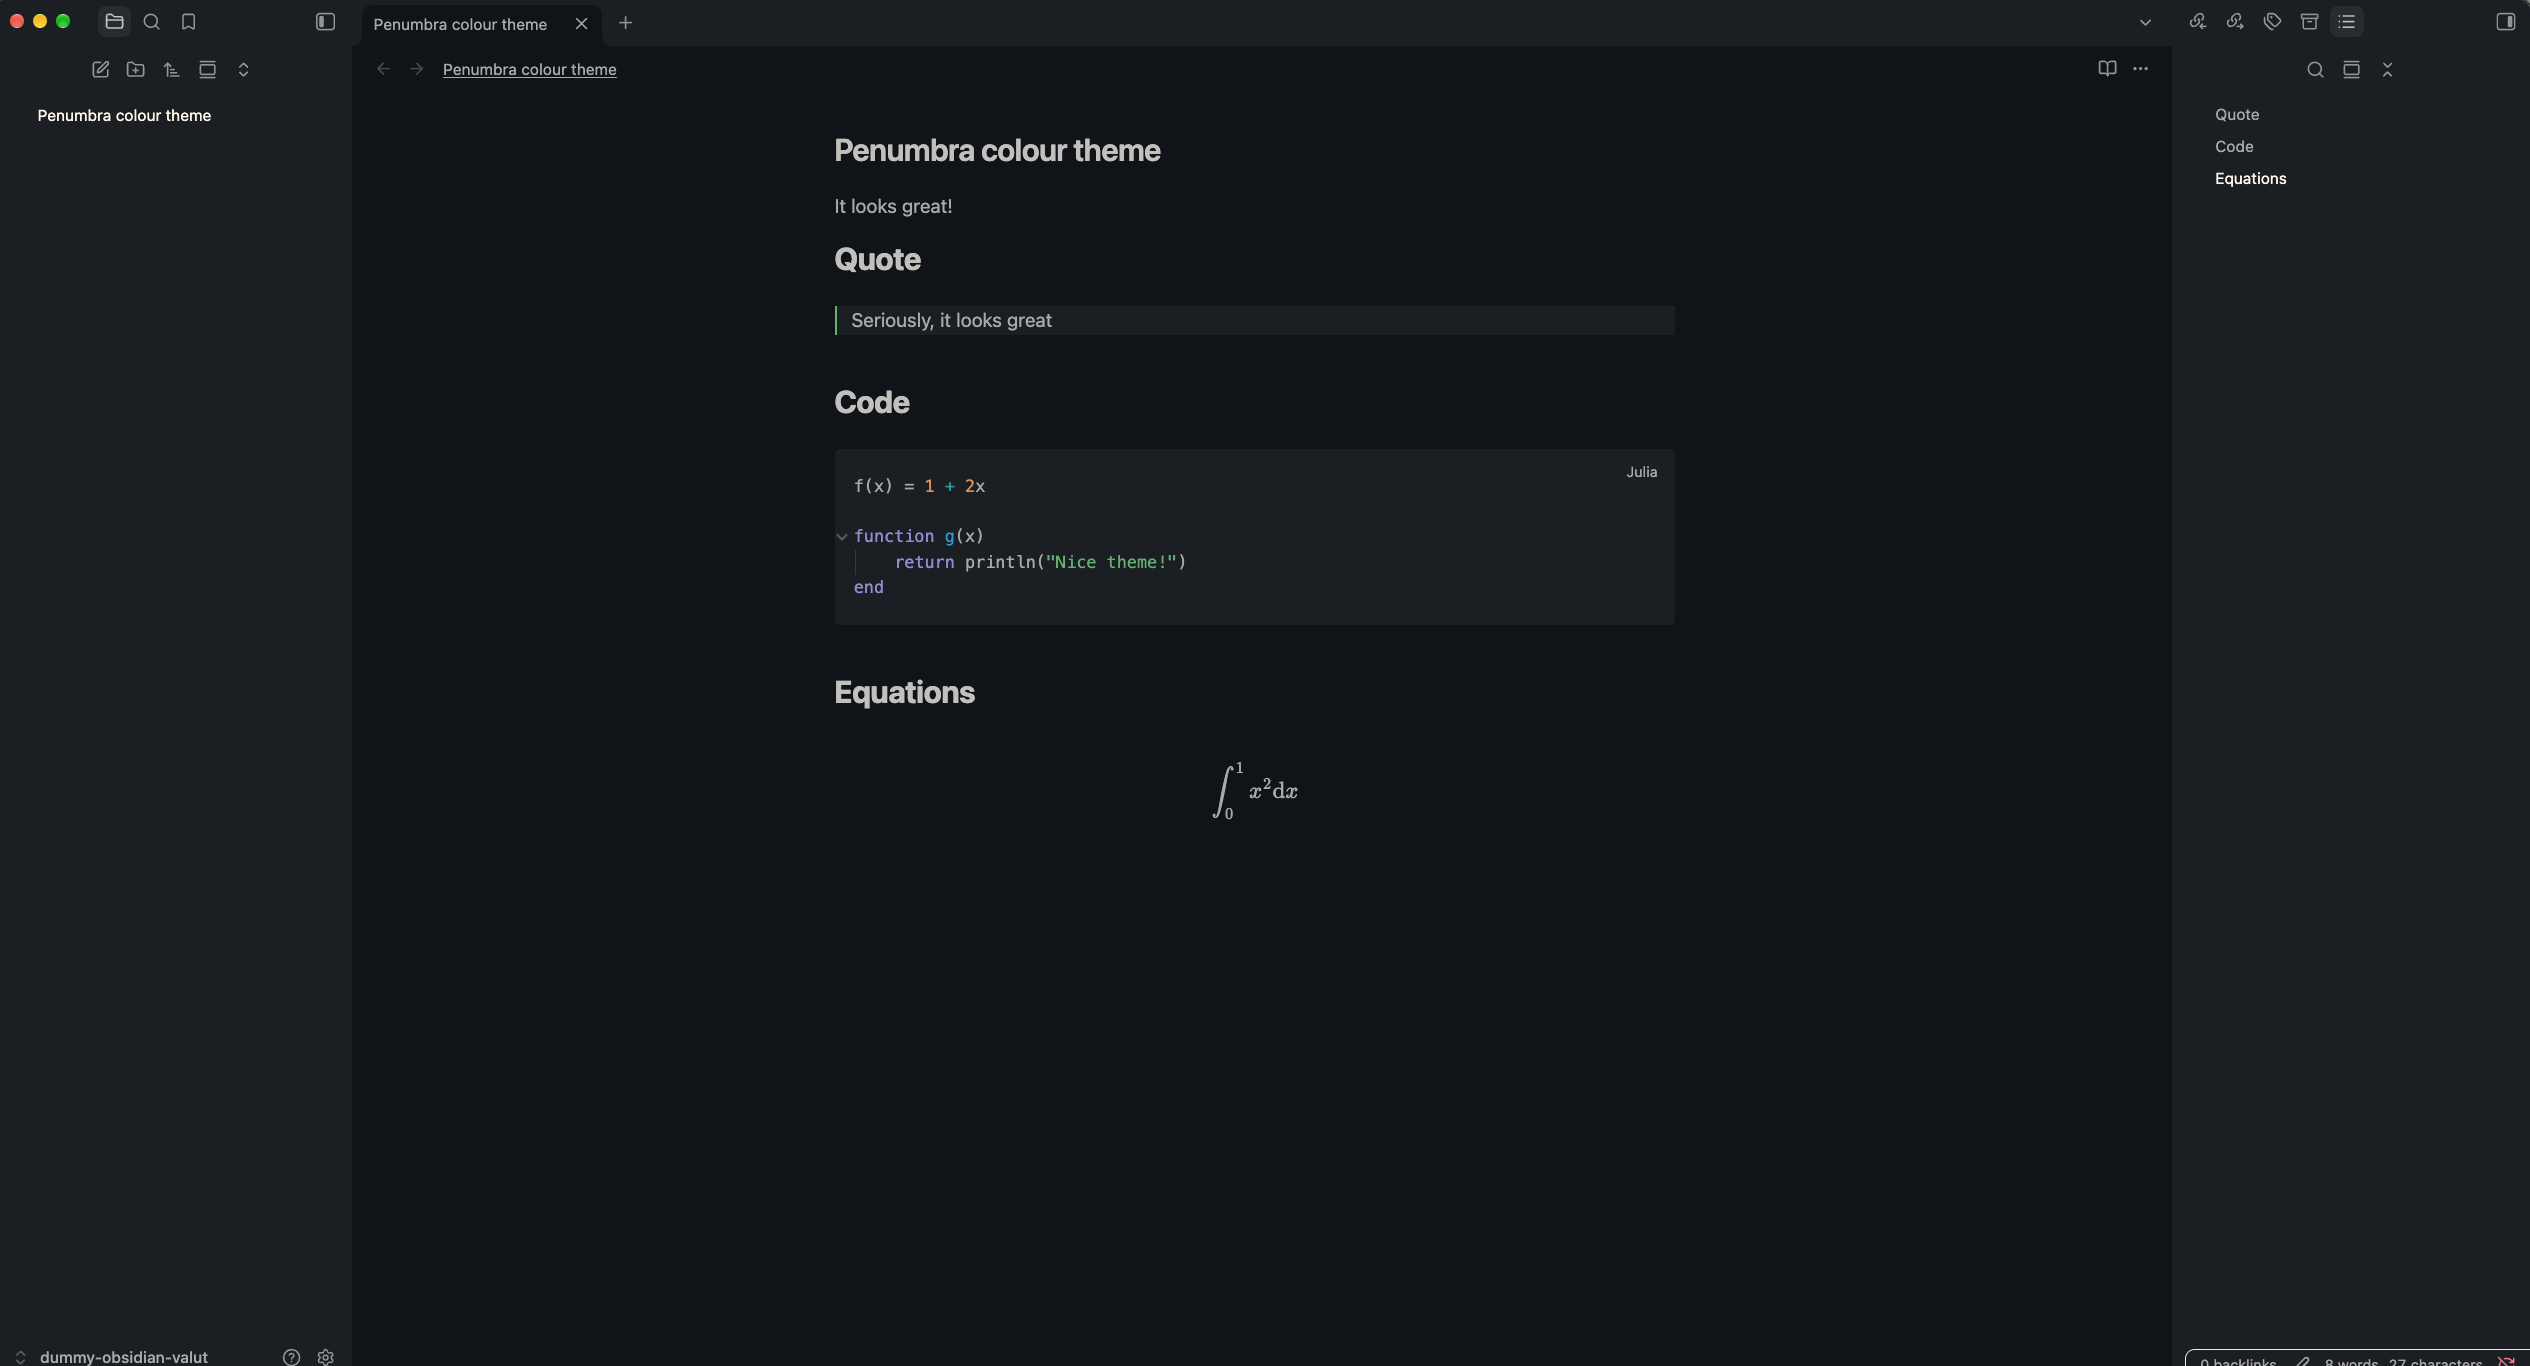 Penumbra colour theme
Penumbra colour theme
Penumbra colour theme
Penumbra colour theme
It looks great!
Quote
Seriously, it looks great
Code
Julia
f(x) = 1 + 2x
function g(x)
    return println("Nice theme!")
end
Equations
∫₀¹ x²dx
Quote
Code
Equations
dummy-obsidian-valut
0 backlinks 8 words 27 characters